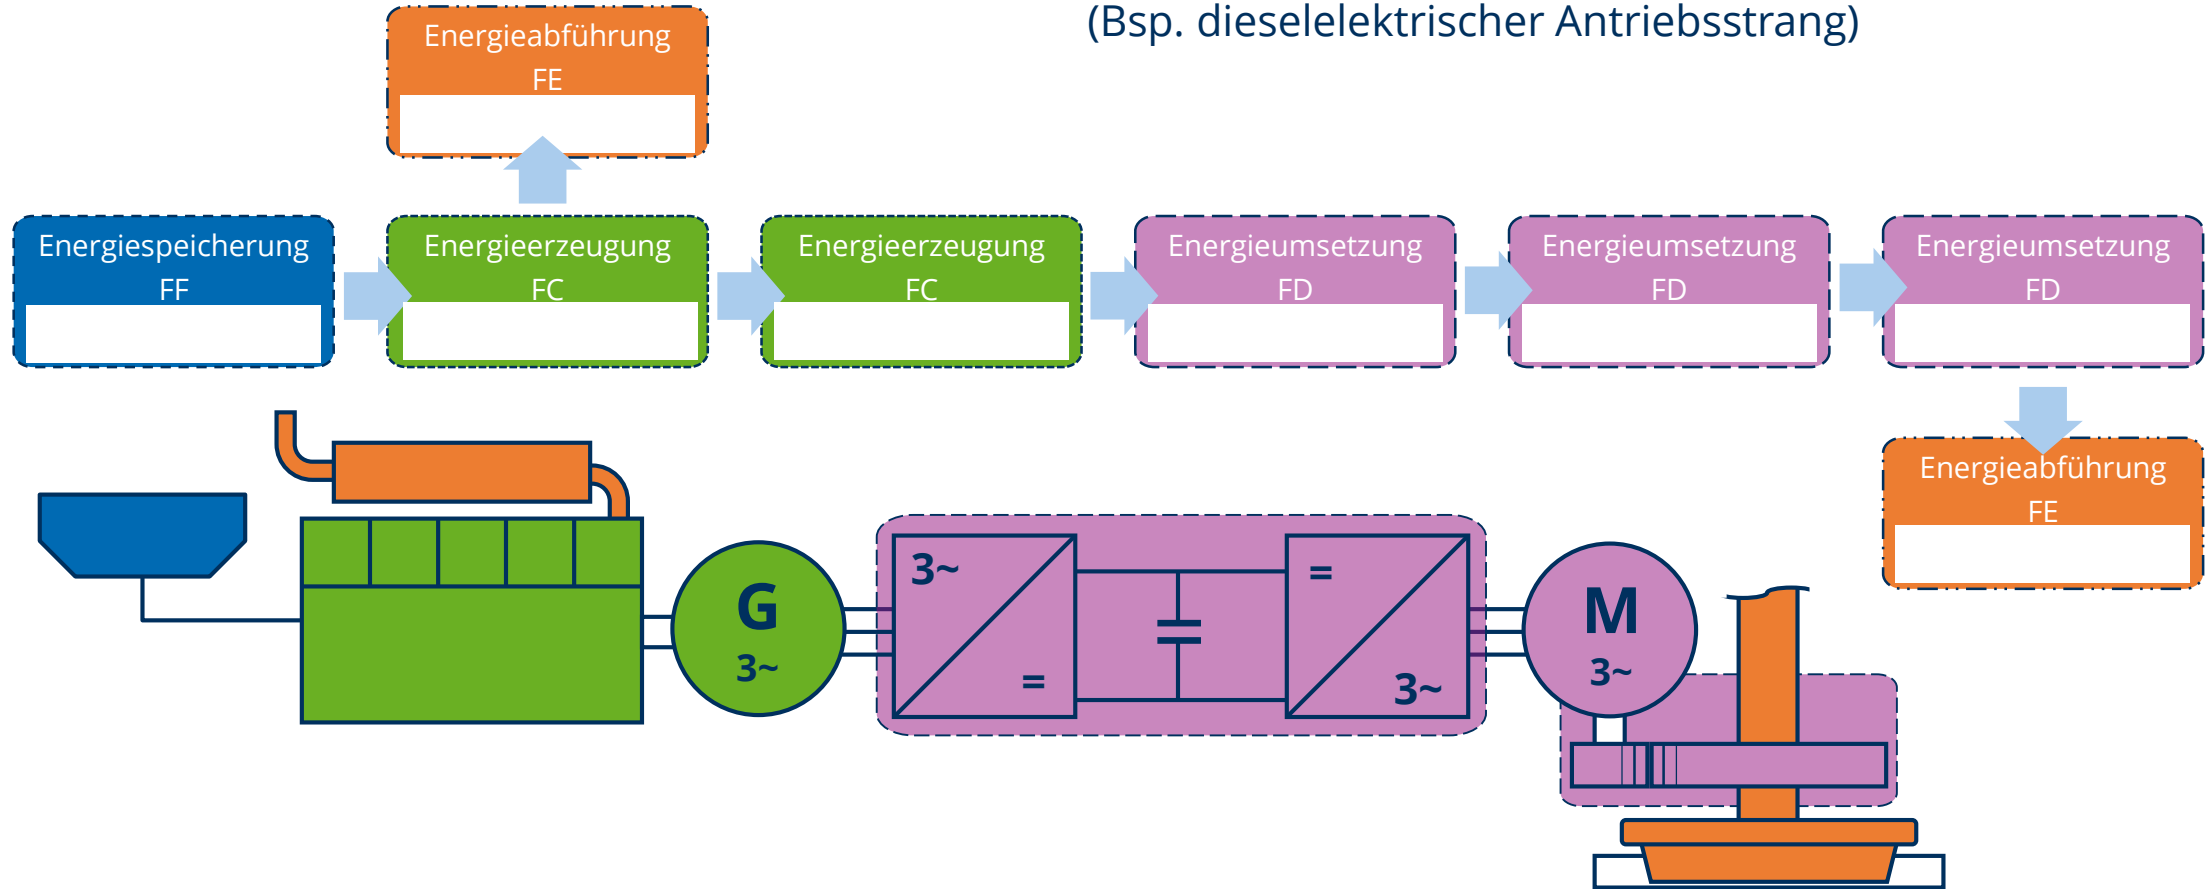 (Bsp. dieselelektrischer Antriebsstrang)
Energieabführung
FE
Energiespeicherung
FF
Energieerzeugung
FC
Energieerzeugung
FC
Energieumsetzung
FD
Energieumsetzung
FD
Energieumsetzung
FD
Energieabführung
FE
G
3~
3~
=
=
3~
M
3~